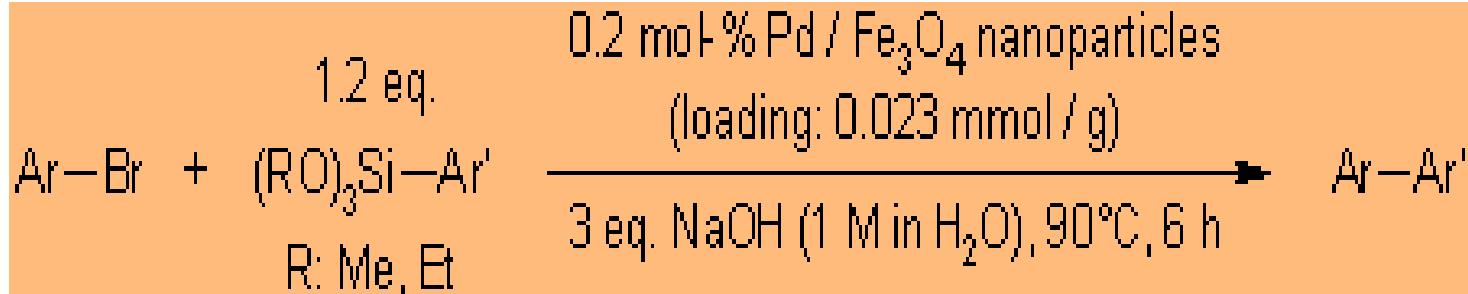 1.2 eq.
0.2 mol-% Pd / Fe₃O₄ nanoparticles
(loading: 0.023 mmol / g)
Ar—Br + (RO)₃Si—Ar' ⟶ Ar—Ar'
R: Me, Et
3 eq. NaOH (1 M in H₂O), 90°C, 6 h